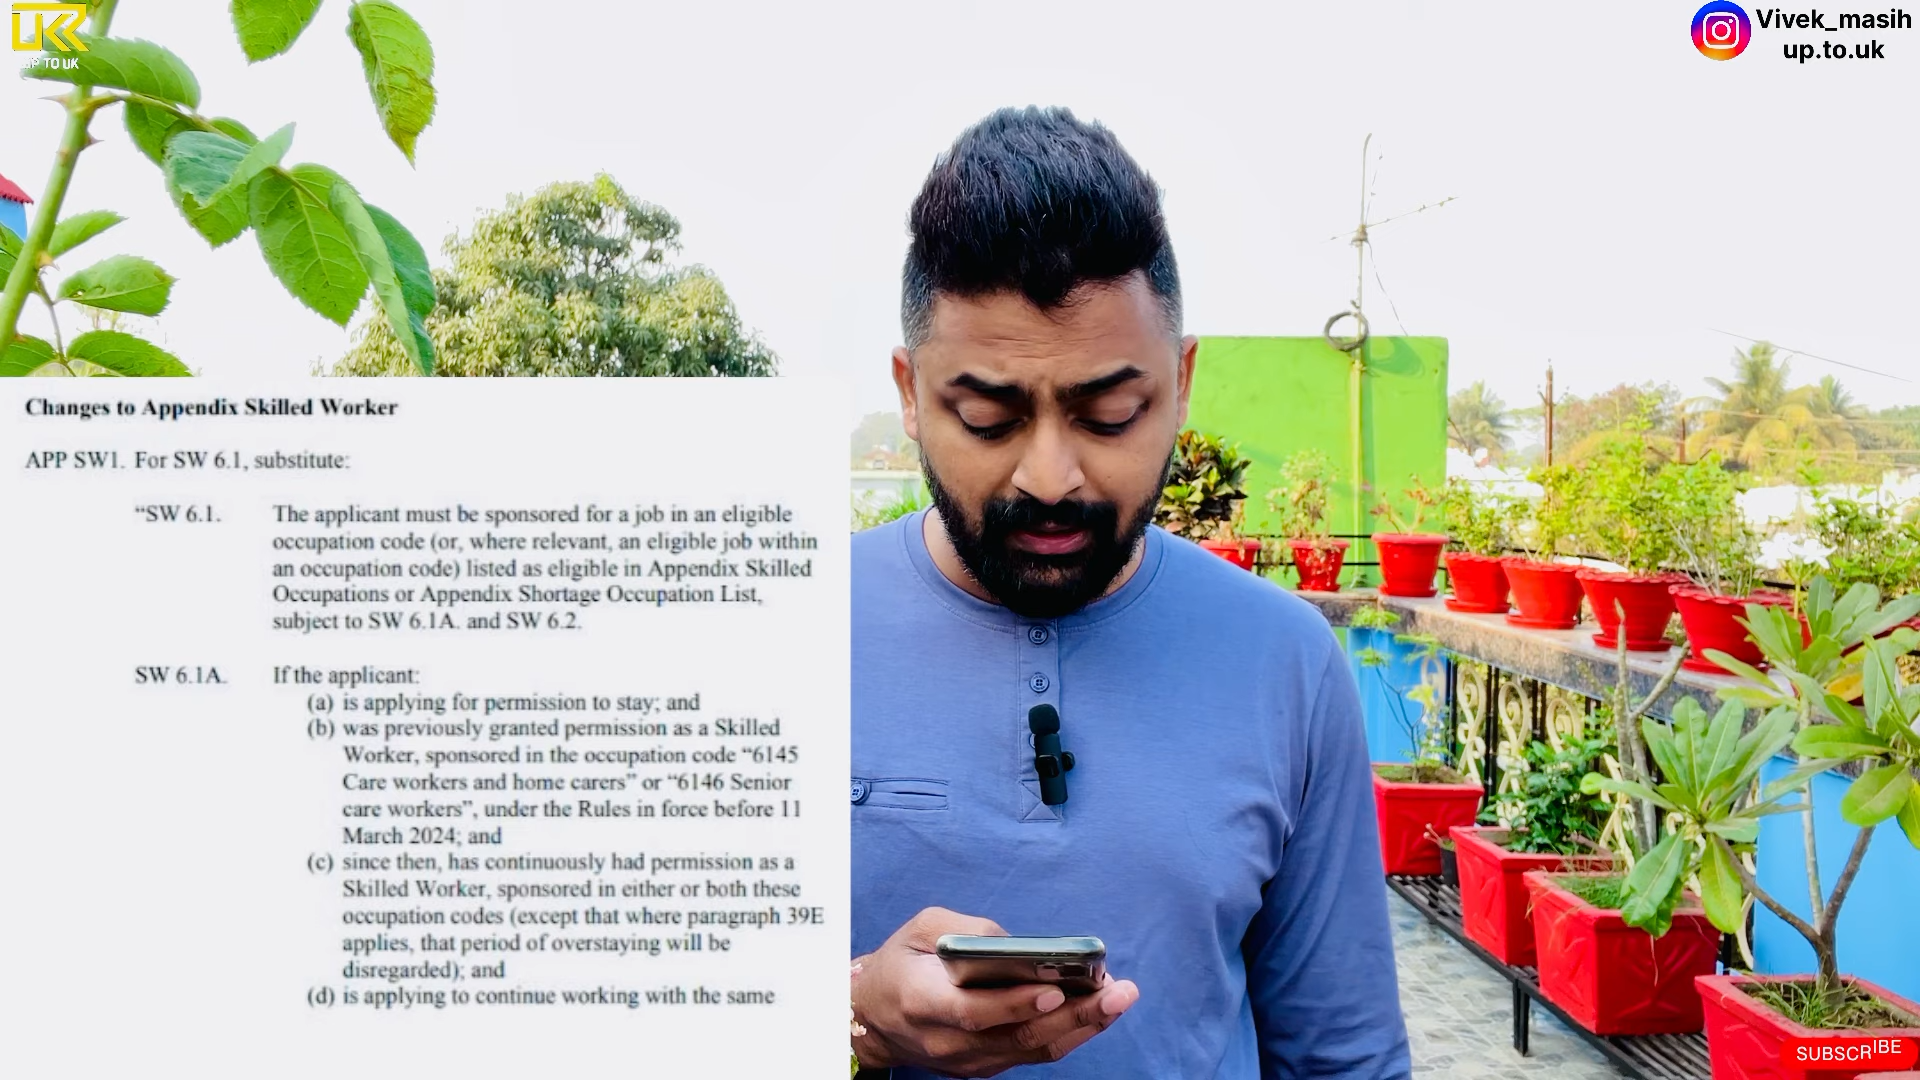 UKR
UP TO UK
Vivek_masih
up.to.uk
Changes to Appendix Skilled Worker
APP SW1. For SW 6.1, substitute:
"SW 6.1. The applicant must be sponsored for a job in an eligible
occupation code (or, where relevant, an eligible job within
an occupation code) listed as eligible in Appendix Skilled
Occupations or Appendix Shortage Occupation List,
subject to SW 6.1A. and SW 6.2.
SW 6.1A. If the applicant:
(a) is applying for permission to stay; and
(b) was previously granted permission as a Skilled
Worker, sponsored in the occupation code "6145
Care workers and home carers" or "6146 Senior
care workers", under the Rules in force before 11
March 2024; and
(c) since then, has continuously had permission as a
Skilled Worker, sponsored in either or both these
occupation codes (except that where paragraph 39E
applies, that period of overstaying will be
disregarded); and
(d) is applying to continue working with the same
SUBSCRIBE